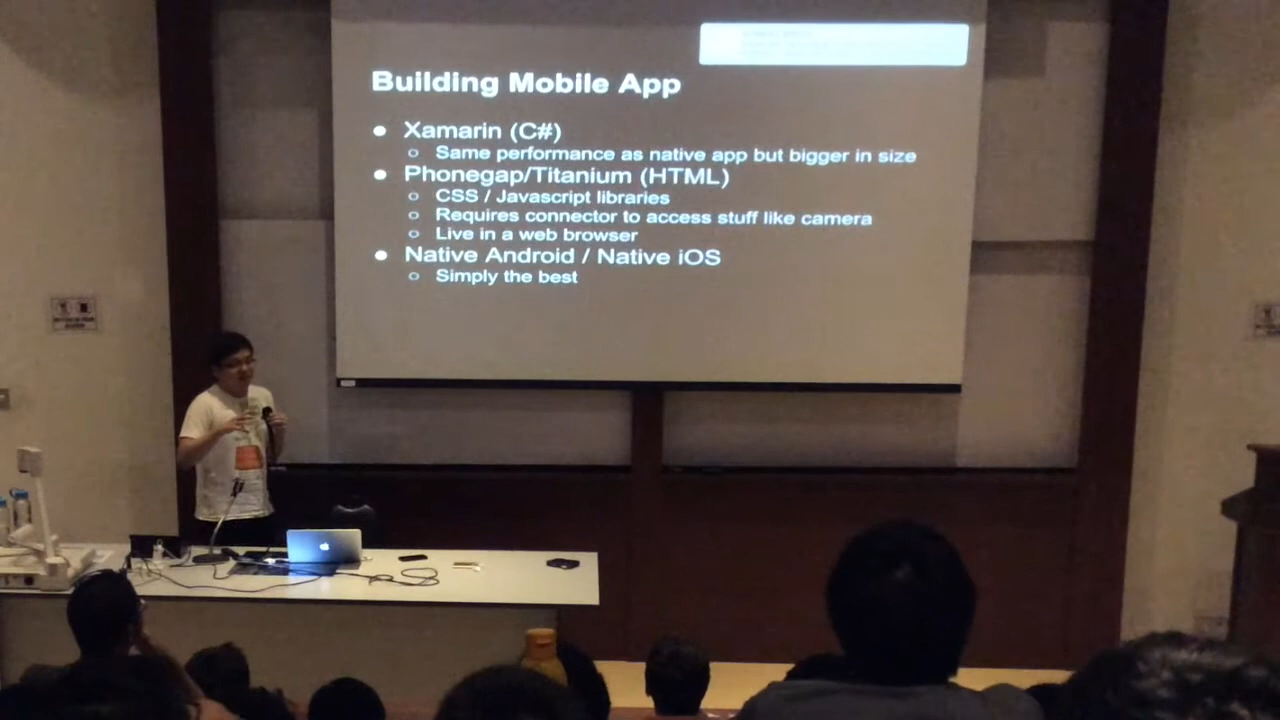 Building Mobile App
● Xamarin (C#)
○ Same performance as native app but bigger in size
● Phonegap/Titanium (HTML)
○ CSS / Javascript libraries
○ Requires connector to access stuff like camera
○ Live in a web browser
● Native Android / Native iOS
○ Simply the best